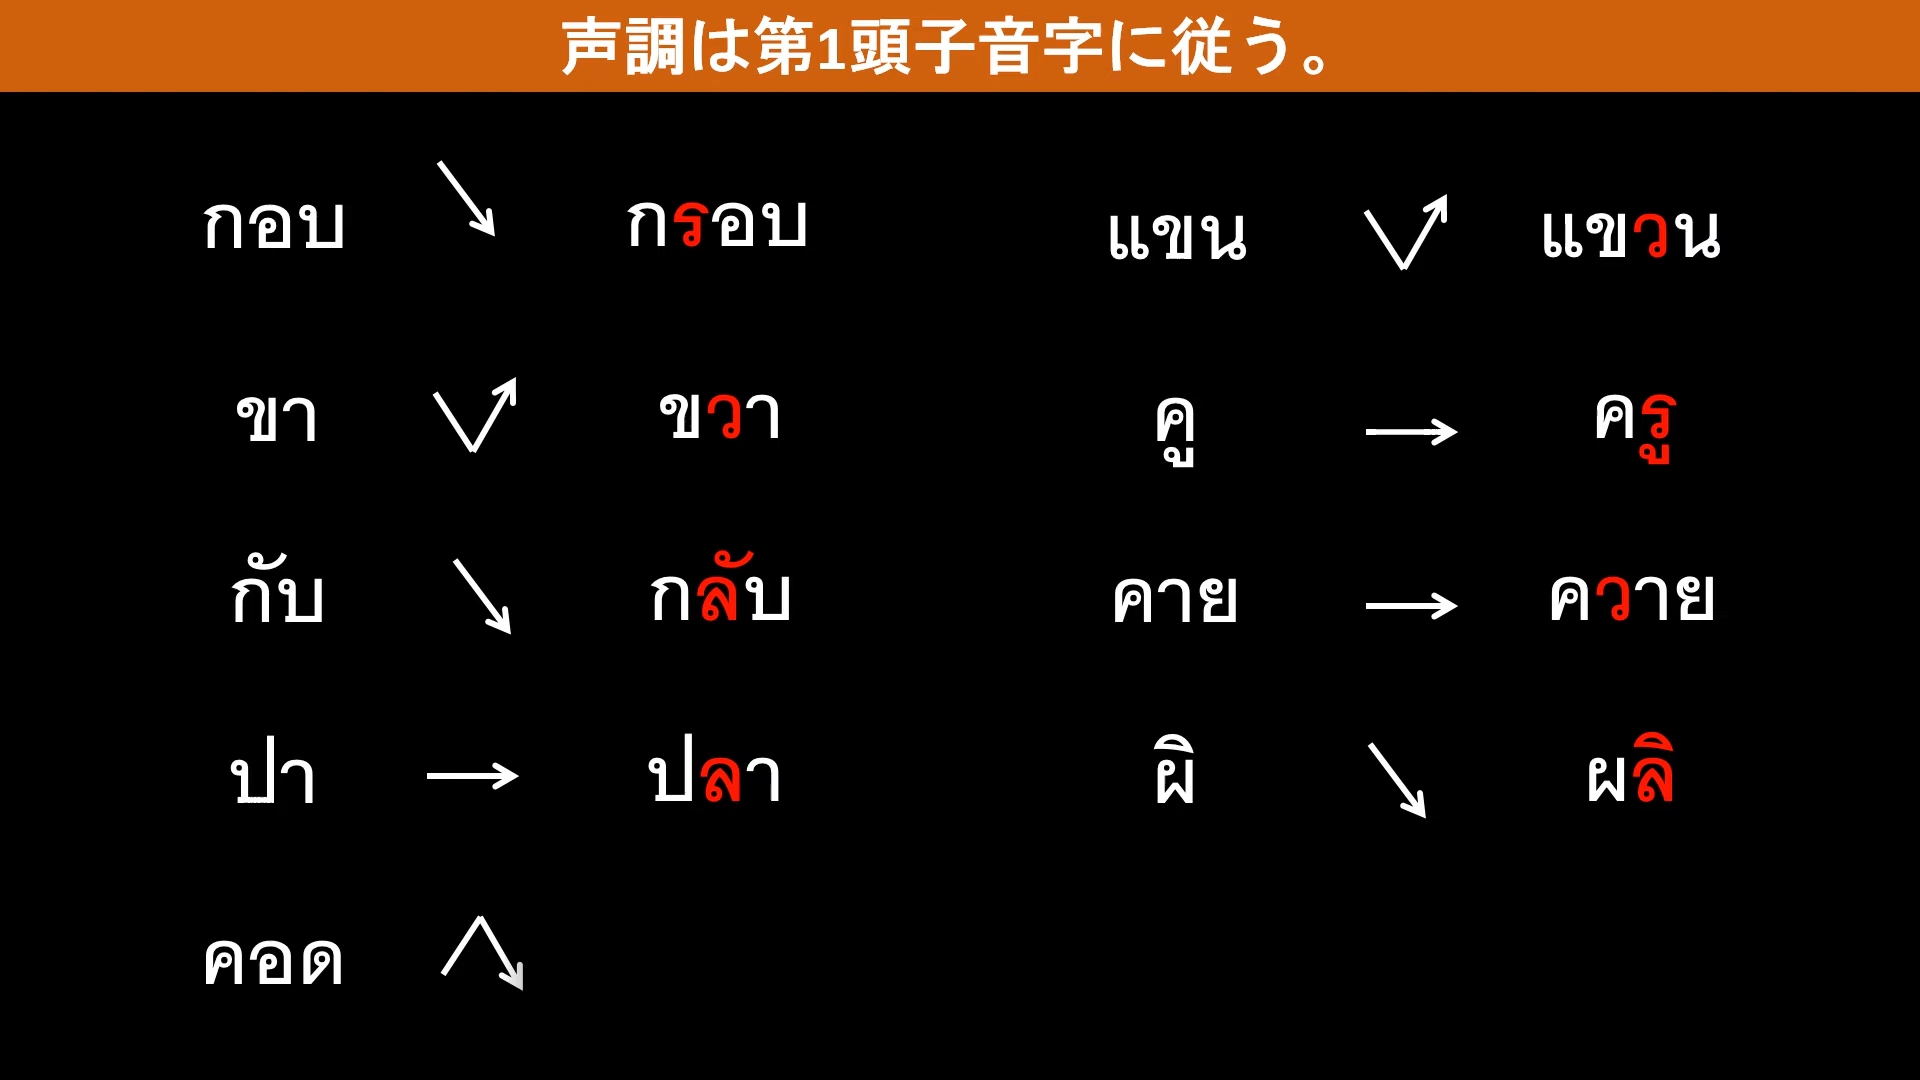 声調は第1頭子音字に従う。
กอบ กรอบ
ขา ขวา
กับ กลับ
ปา ปลา
คอด
แขน แขวน
คู ครู
คาย ควาย
ผิ ผลิ